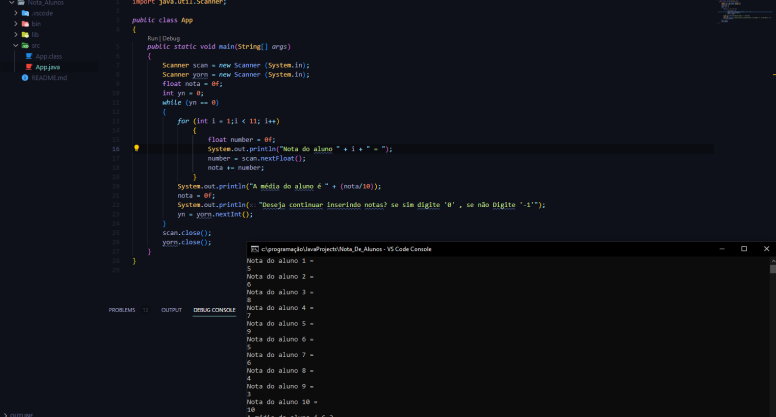 Nota_Alunos
.vscode
bin
lib
src
App.class
App.java
README.md
import java.util.Scanner;
public class App
{
Run | Debug
public static void main(String[] args)
{
Scanner scan = new Scanner (System.in);
Scanner yorn = new Scanner (System.in);
float nota = 0f;
int yn = 0;
while (yn == 0)
{
for (int i = 1;i < 11; i++)
{
float number = 0f;
System.out.println("Nota do aluno " + i + " = ");
number = scan.nextFloat();
nota += number;
}
System.out.println("A média do aluno é " + (nota/10));
nota = 0f;
System.out.println("Deseja continuar inserindo notas? se sim digite '0' , se não Digite '-1'");
yn = yorn.nextInt();
}
scan.close();
yorn.close();
}
}
PROBLEMS
OUTPUT
DEBUG CONSOLE
c:\programação\JavaProjects\Nota_De_Alunos - VS Code Console
Nota do aluno 1 =
5
Nota do aluno 2 =
6
Nota do aluno 3 =
8
Nota do aluno 4 =
7
Nota do aluno 5 =
9
Nota do aluno 6 =
5
Nota do aluno 7 =
6
Nota do aluno 8 =
4
Nota do aluno 9 =
3
Nota do aluno 10 =
10
OUTLINE